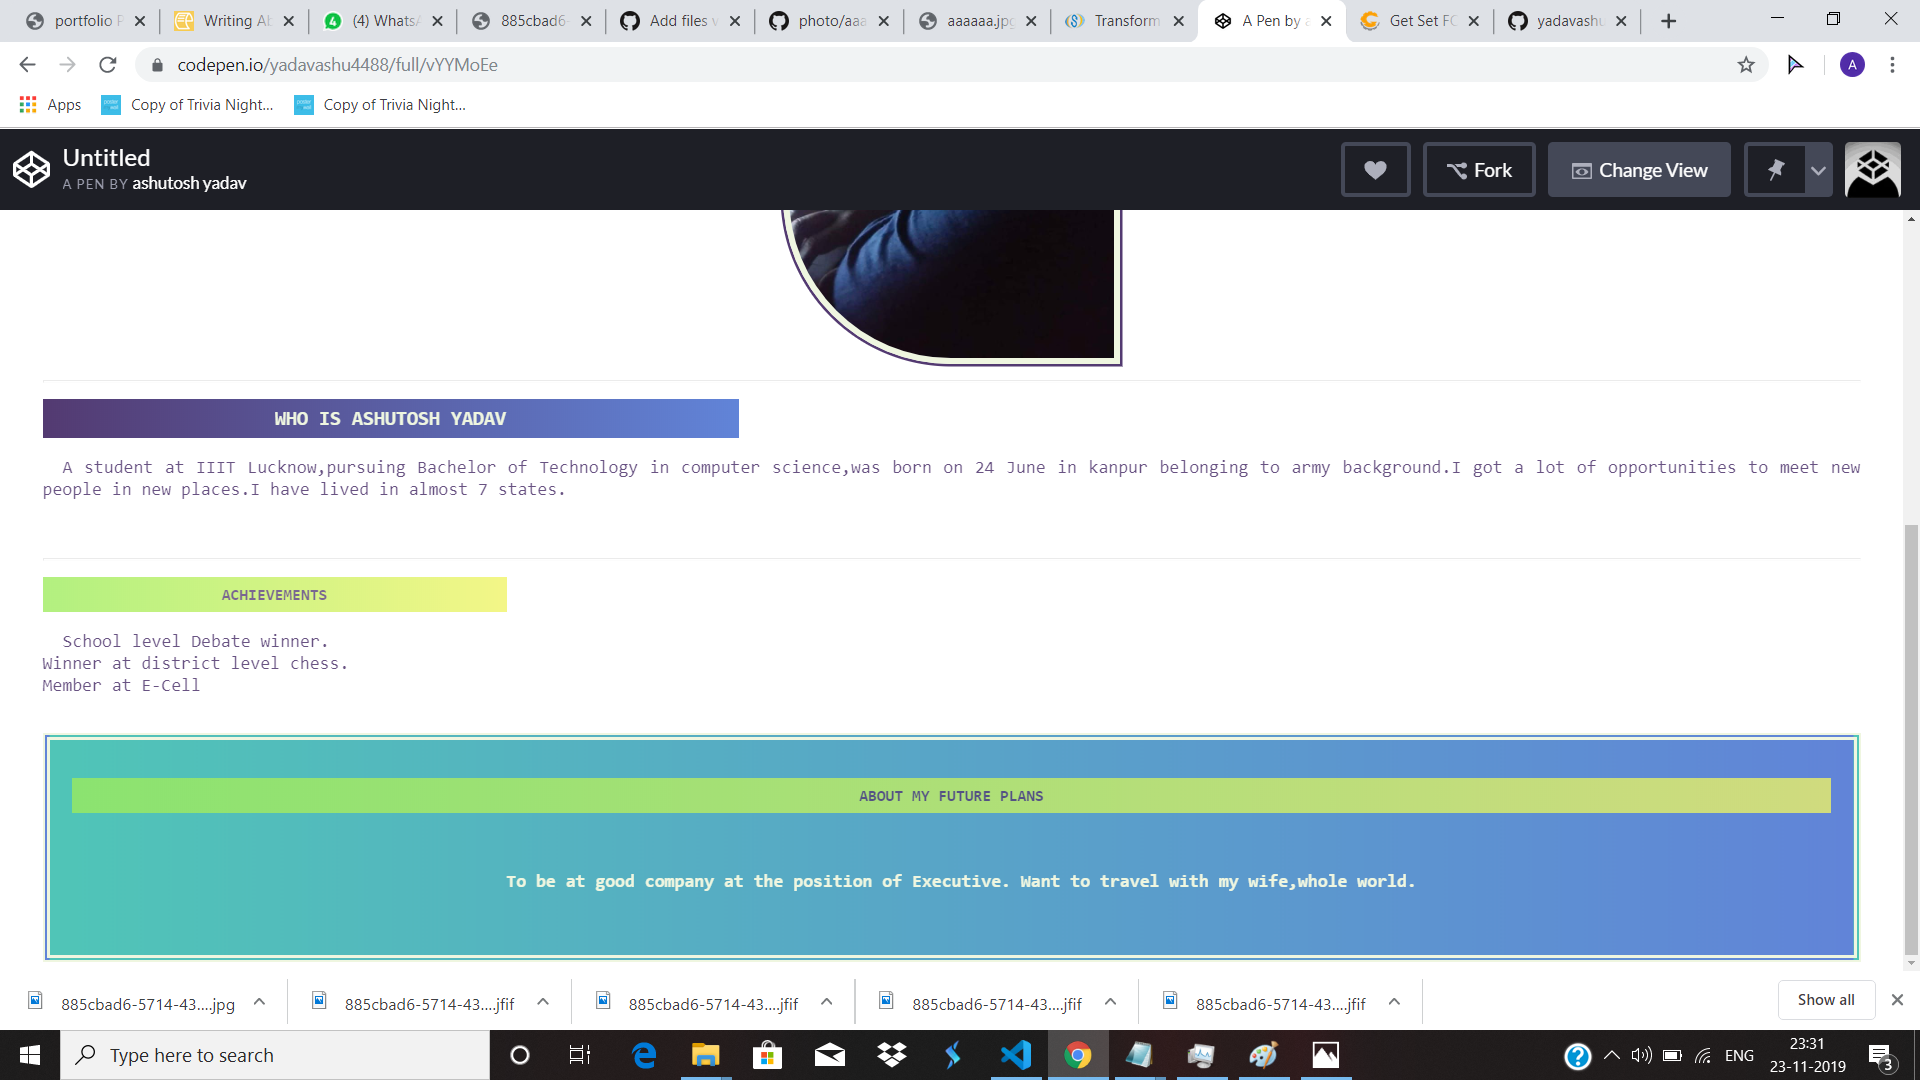 portfolio P
Writing Ab
(4) WhatsA
885cbad6-
Add files v
photo/aaa
aaaaaa.jpg
Transform
A Pen by a
Get Set FO
yadavashu
codepen.io/yadavashu4488/full/vYYMoEe
A
Apps
Copy of Trivia Night...
Copy of Trivia Night...
Untitled
A PEN BY ashutosh yadav
Fork
Change View
WHO IS ASHUTOSH YADAV
A student at IIIT Lucknow,pursuing Bachelor of Technology in computer science,was born on 24 June in kanpur belonging to army background.I got a lot of opportunities to meet new
people in new places.I have lived in almost 7 states.
ACHIEVEMENTS
School level Debate winner.
Winner at district level chess.
Member at E-Cell
ABOUT MY FUTURE PLANS
To be at good company at the position of Executive. Want to travel with my wife,whole world.
885cbad6-5714-43....jpg
885cbad6-5714-43....jfif
885cbad6-5714-43....jfif
885cbad6-5714-43....jfif
885cbad6-5714-43....jfif
Show all
Type here to search
ENG
23:31
23-11-2019
3